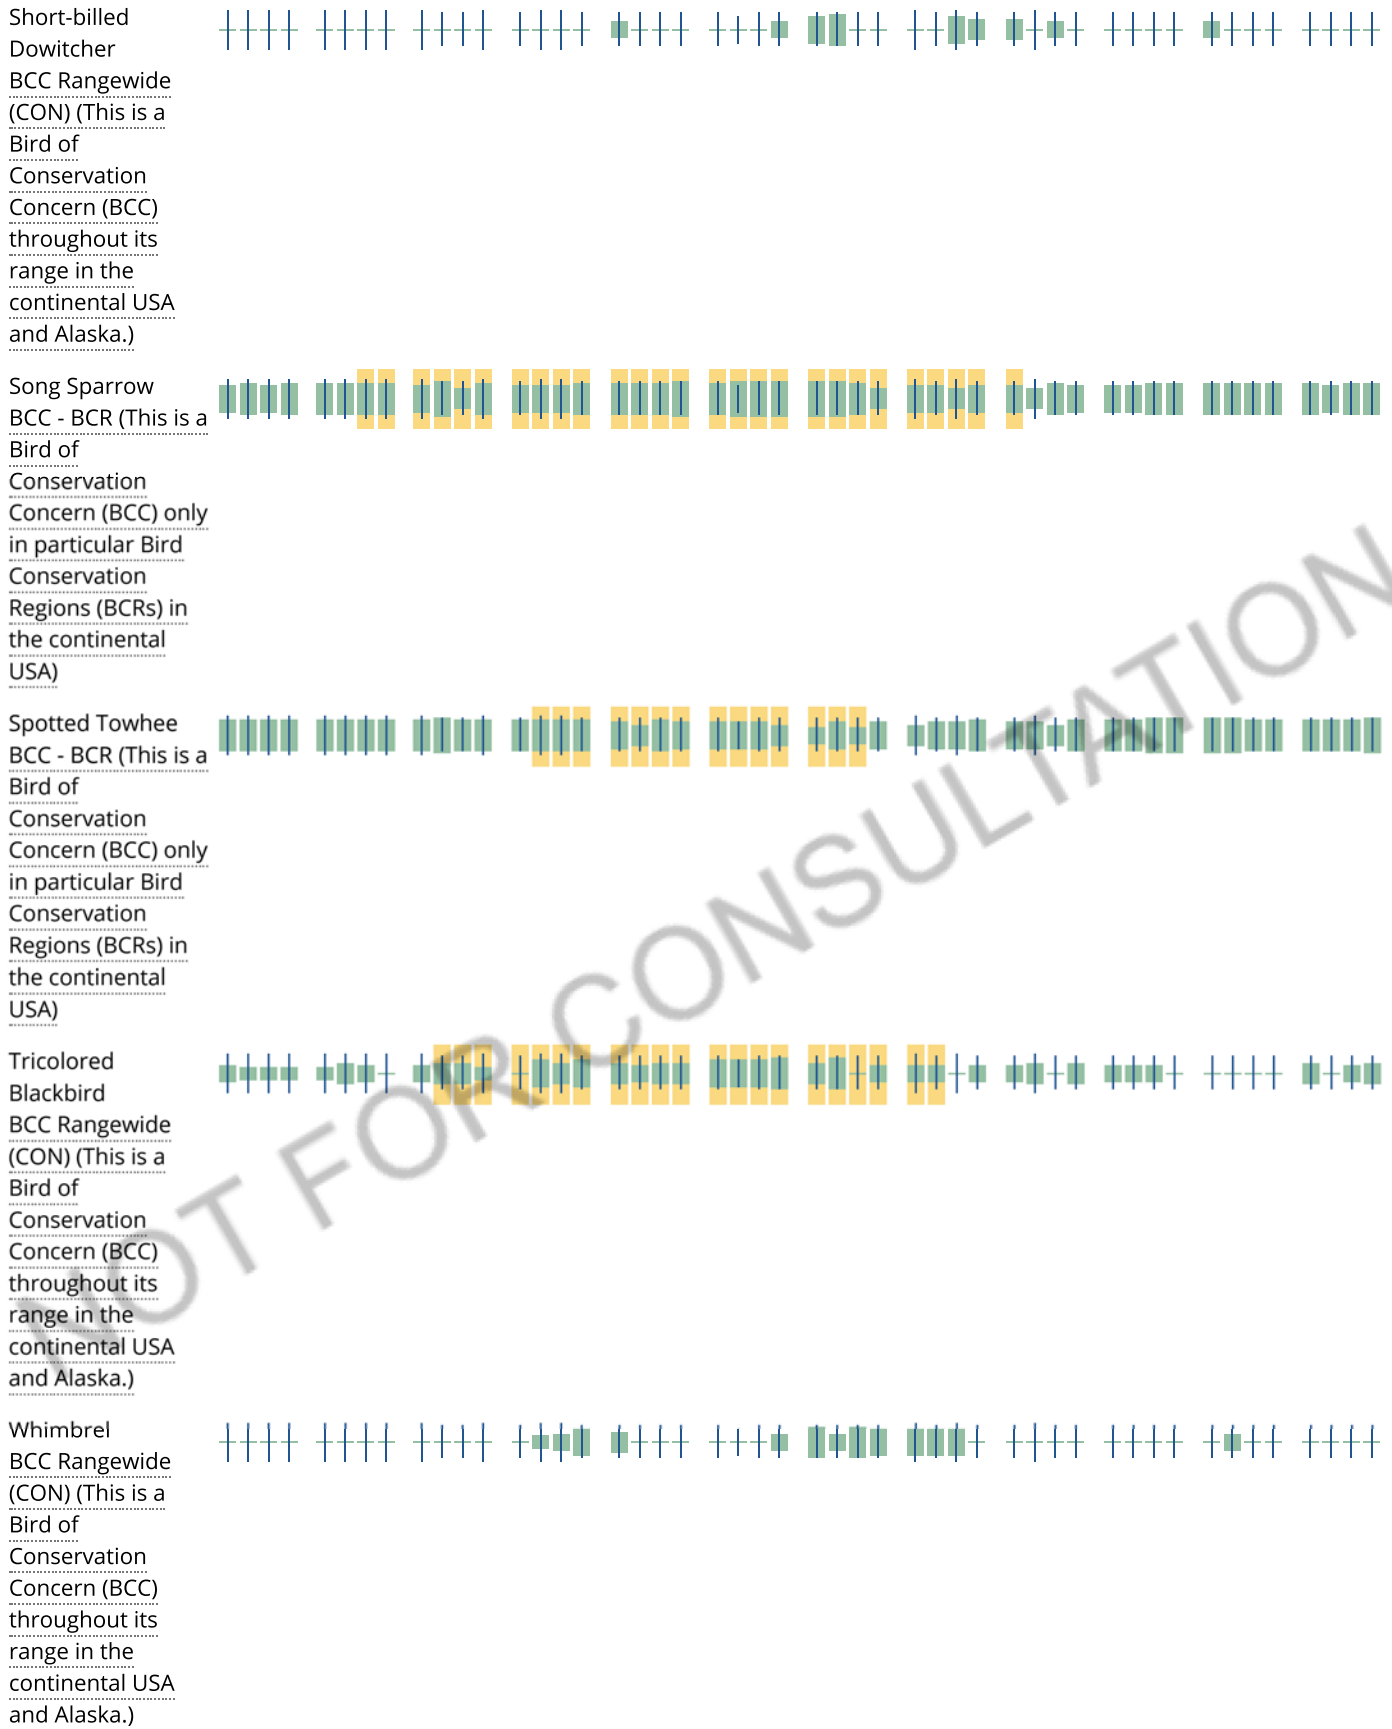 Short-billed
Dowitcher
BCC Rangewide
(CON) (This is a
Bird of
Conservation
Concern (BCC)
throughout its
range in the
continental USA
and Alaska.)
Song Sparrow
BCC - BCR (This is a
Bird of
Conservation
Concern (BCC) only
in particular Bird
Conservation
Regions (BCRs) in
the continental
USA)
Spotted Towhee
BCC - BCR (This is a
Bird of
Conservation
Concern (BCC) only
in particular Bird
Conservation
Regions (BCRs) in
the continental
USA)
Tricolored
Blackbird
BCC Rangewide
(CON) (This is a
Bird of
Conservation
Concern (BCC)
throughout its
range in the
continental USA
and Alaska.)
Whimbrel
BCC Rangewide
(CON) (This is a
Bird of
Conservation
Concern (BCC)
throughout its
range in the
continental USA
and Alaska.)
NOT FOR CONSULTATION